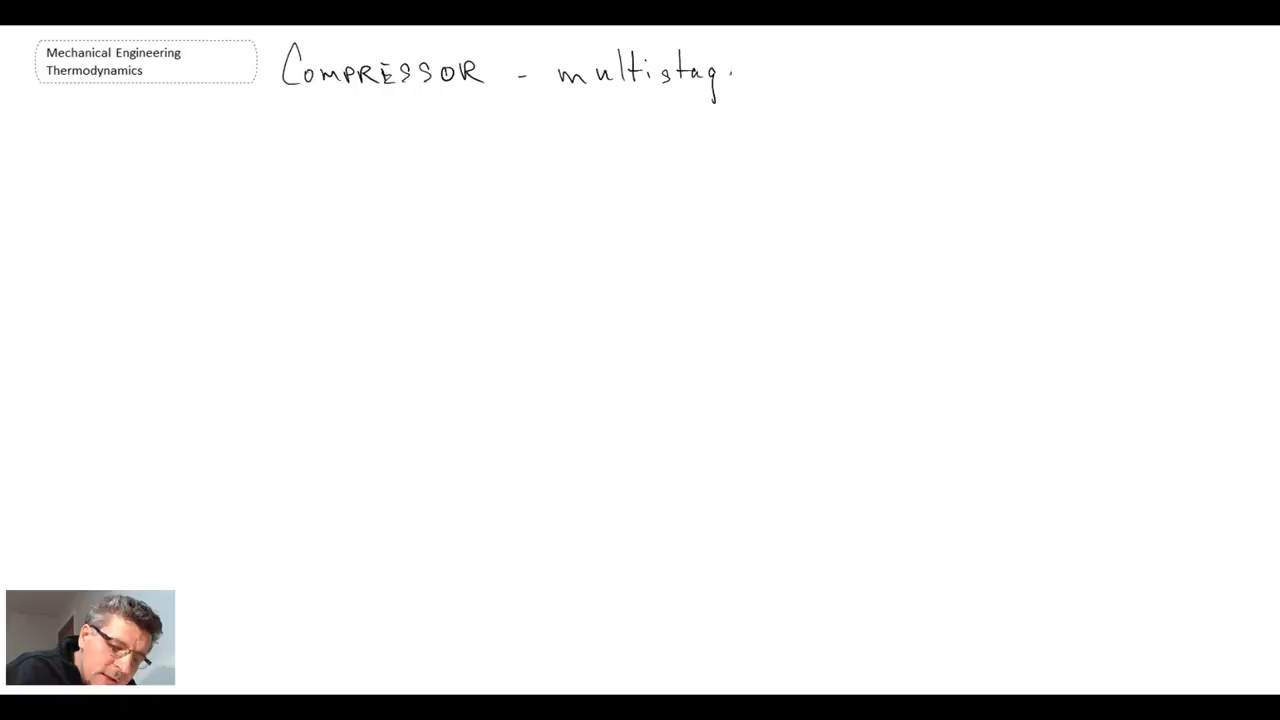 Mechanical Engineering
Thermodynamics
COMPRESSOR - multistag